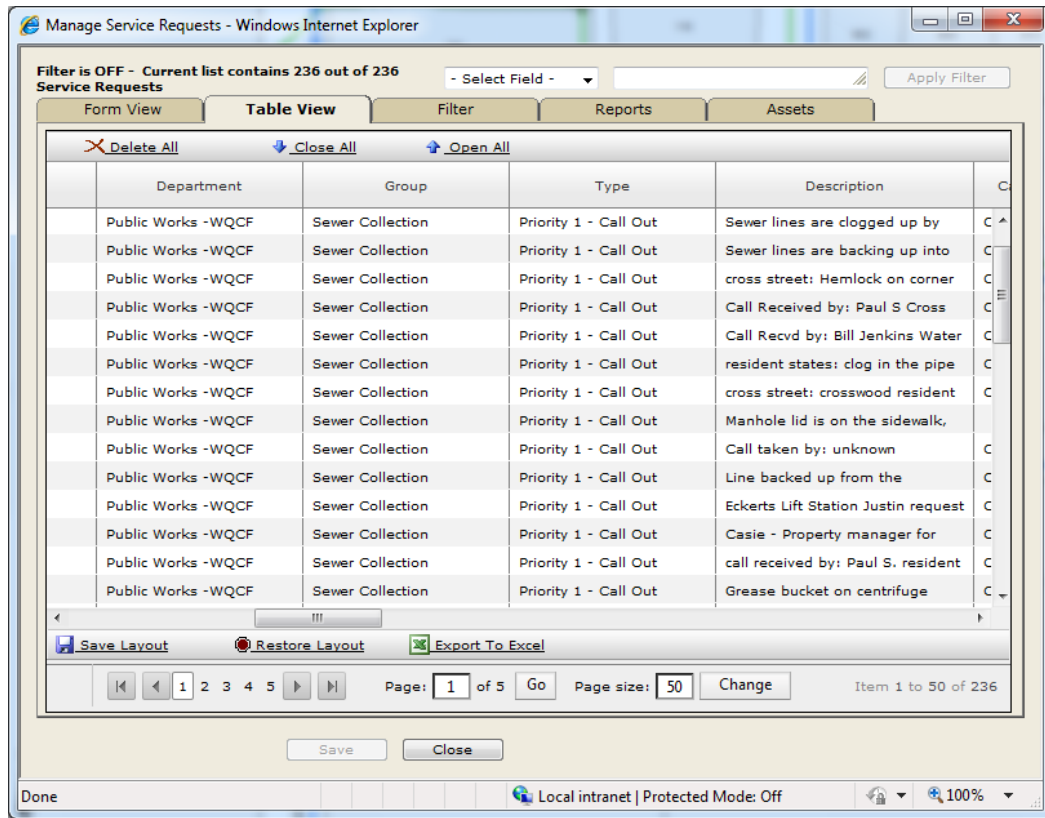 Manage Service Requests - Windows Internet Explorer
Filter is OFF - Current list contains 236 out of 236
Service Requests
- Select Field -
Apply Filter
Form View Table View Filter Reports Assets
Delete All Close All Open All
Department Group Type Description
Public Works -WQCF Sewer Collection Priority 1 - Call Out Sewer lines are clogged up by C
Public Works -WQCF Sewer Collection Priority 1 - Call Out Sewer lines are backing up into C
Public Works -WQCF Sewer Collection Priority 1 - Call Out cross street: Hemlock on corner C
Public Works -WQCF Sewer Collection Priority 1 - Call Out Call Received by: Paul S Cross C
Public Works -WQCF Sewer Collection Priority 1 - Call Out Call Recvd by: Bill Jenkins Water C
Public Works -WQCF Sewer Collection Priority 1 - Call Out resident states: clog in the pipe C
Public Works -WQCF Sewer Collection Priority 1 - Call Out cross street: crosswood resident C
Public Works -WQCF Sewer Collection Priority 1 - Call Out Manhole lid is on the sidewalk,
Public Works -WQCF Sewer Collection Priority 1 - Call Out Call taken by: unknown C
Public Works -WQCF Sewer Collection Priority 1 - Call Out Line backed up from the C
Public Works -WQCF Sewer Collection Priority 1 - Call Out Eckerts Lift Station Justin request C
Public Works -WQCF Sewer Collection Priority 1 - Call Out Casie - Property manager for C
Public Works -WQCF Sewer Collection Priority 1 - Call Out call received by: Paul S. resident C
Public Works -WQCF Sewer Collection Priority 1 - Call Out Grease bucket on centrifuge C
Save Layout Restore Layout Export To Excel
1 2 3 4 5 Page: 1 of 5 Go Page size: 50 Change Item 1 to 50 of 236
Save Close
Done Local intranet | Protected Mode: Off 100%